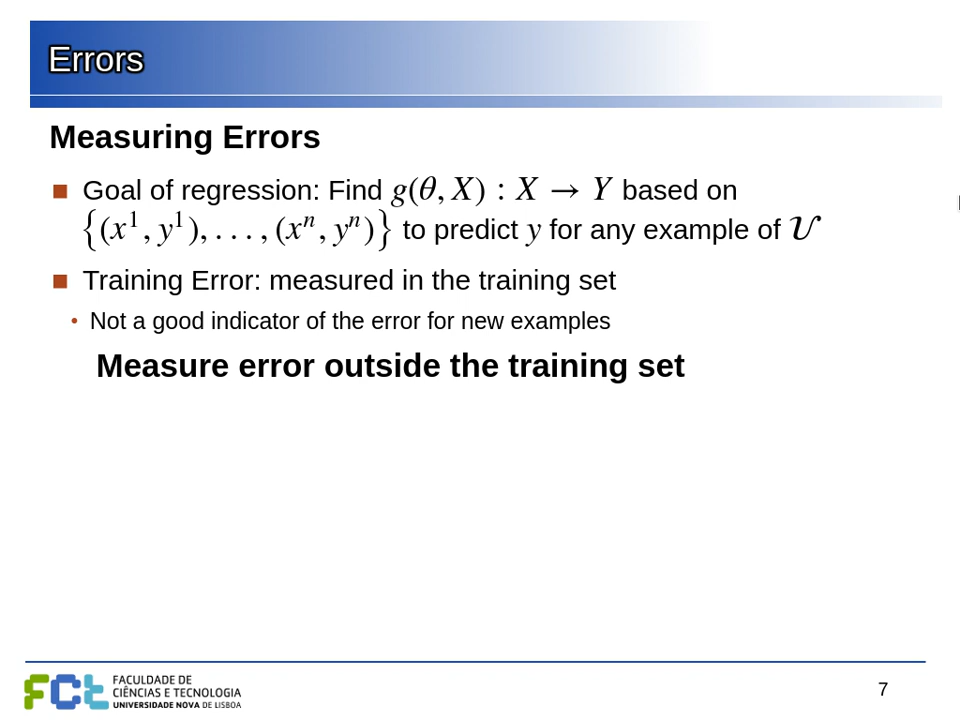 Errors
Measuring Errors
Goal of regression: Find g(θ, X) : X → Y based on
{(x¹, y¹), . . . , (xⁿ, yⁿ)} to predict y for any example of 𝒰
Training Error: measured in the training set
Not a good indicator of the error for new examples
Measure error outside the training set
FCt
FACULDADE DE
CIÊNCIAS E TECNOLOGIA
UNIVERSIDADE NOVA DE LISBOA
7